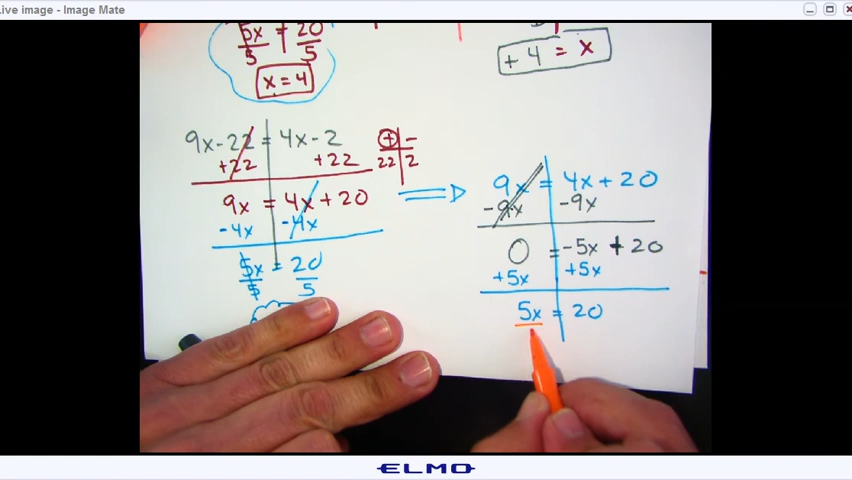 Live image - Image Mate
5x = 20
5 5
x = 4
+ 4 = x
9x - 22 = 4x - 2
+22 +22
9x = 4x + 20
-4x -4x
5x = 20
5 5
+ -
22 2
9x = 4x + 20
-9x -9x
0 = -5x + 20
+5x +5x
5x = 20
ELMO